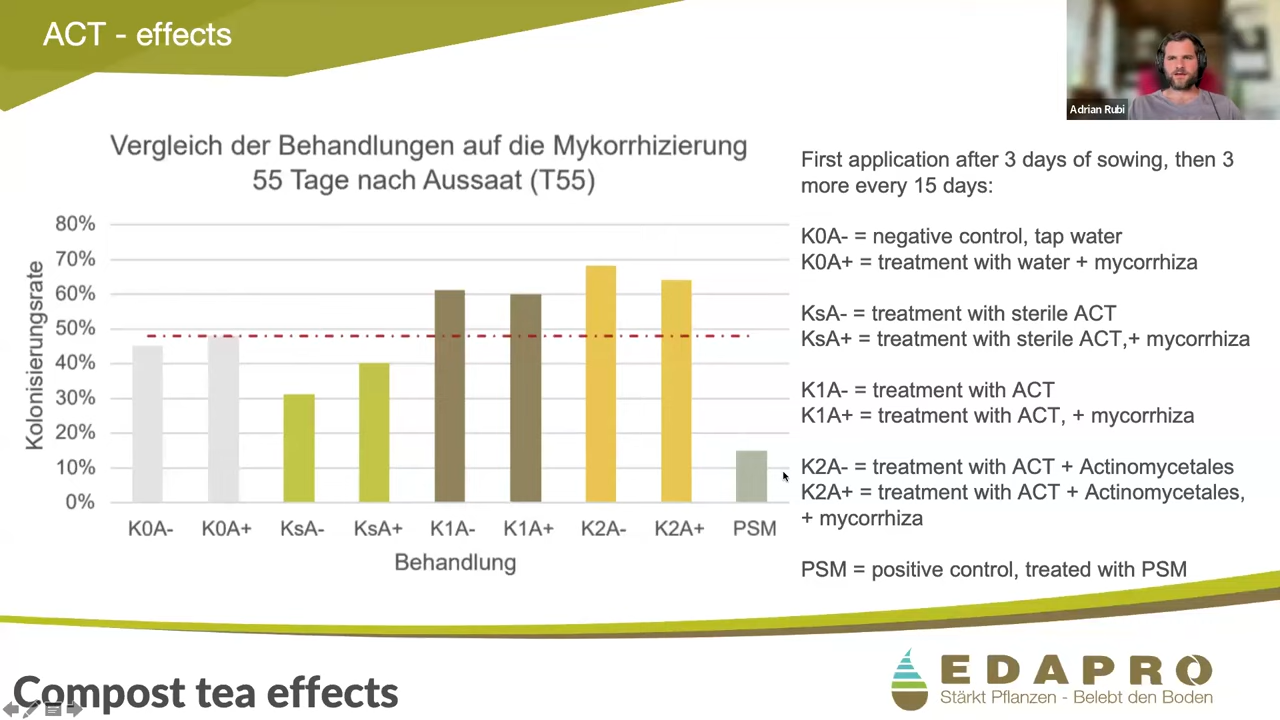 ACT - effects
Adrian Rubi
Vergleich der Behandlungen auf die Mykorrhizierung
55 Tage nach Aussaat (T55)
Kolonisierungsrate
80%
70%
60%
50%
40%
30%
20%
10%
0%
K0A- K0A+ KsA- KsA+ K1A- K1A+ K2A- K2A+ PSM
Behandlung
First application after 3 days of sowing, then 3
more every 15 days:
K0A- = negative control, tap water
K0A+ = treatment with water + mycorrhiza
KsA- = treatment with sterile ACT
KsA+ = treatment with sterile ACT,+ mycorrhiza
K1A- = treatment with ACT
K1A+ = treatment with ACT, + mycorrhiza
K2A- = treatment with ACT + Actinomycetales
K2A+ = treatment with ACT + Actinomycetales,
+ mycorrhiza
PSM = positive control, treated with PSM
Compost tea effects
EDAPRO
Stärkt Pflanzen - Belebt den Boden